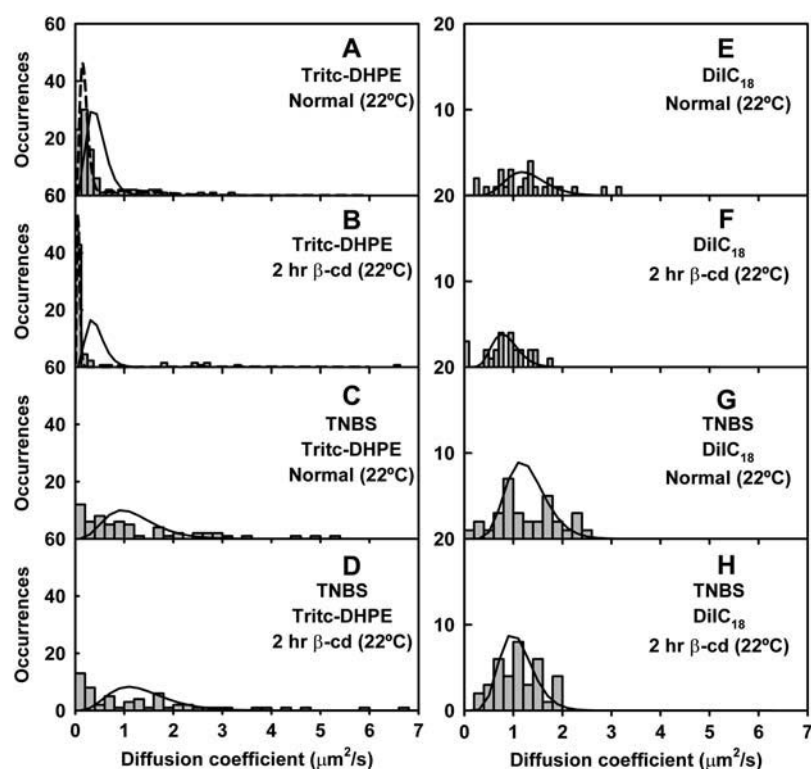 60
40
20
60
40
20
60
40
20
60
40
20
0
Occurrences
Occurrences
Occurrences
Occurrences
A
Tritc-DHPE
Normal (22ºC)
B
Tritc-DHPE
2 hr β-cd (22ºC)
C
TNBS
Tritc-DHPE
Normal (22ºC)
D
TNBS
Tritc-DHPE
2 hr β-cd (22ºC)
0 1 2 3 4 5 6 7
Diffusion coefficient (μm²/s)
20
10
20
10
20
10
20
10
0
E
DiIC₁₈
Normal (22ºC)
F
DiIC₁₈
2 hr β-cd (22ºC)
G
TNBS
DiIC₁₈
Normal (22ºC)
H
TNBS
DiIC₁₈
2 hr β-cd (22ºC)
0 1 2 3 4 5 6 7
Diffusion coefficient (μm²/s)